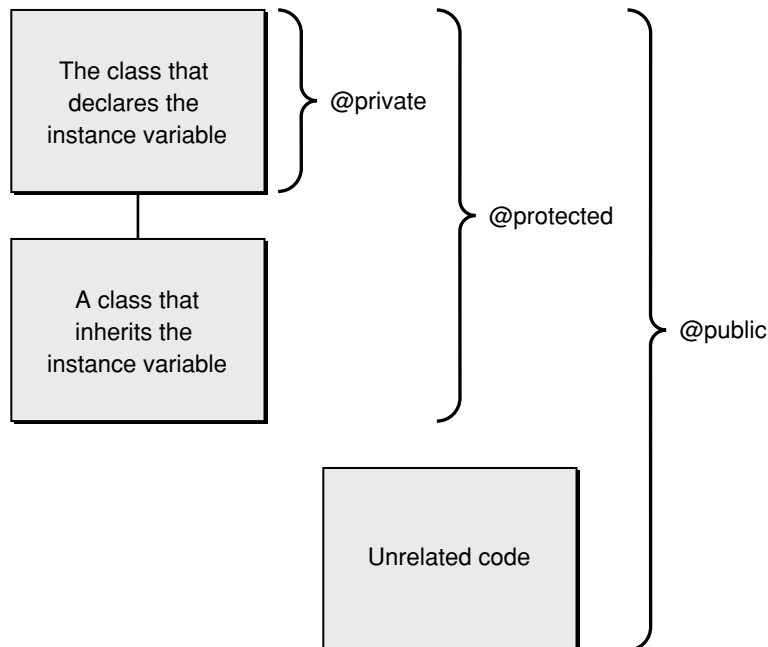 The class that
declares the
instance variable
@private
@protected
A class that
inherits the
instance variable
@public
Unrelated code